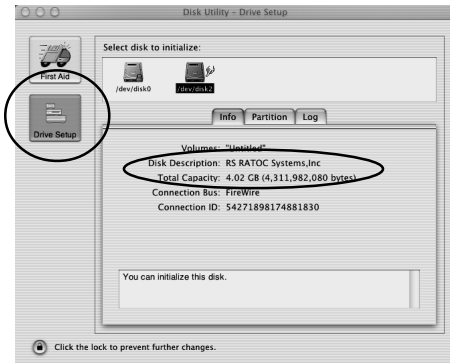 Disk Utility – Drive Setup
First Aid
Drive Setup
Select disk to initialize:
/dev/disk0 /dev/disk2
Info Partition Log
Volumes: "Untitled"
Disk Description: RS RATOC Systems,Inc
Total Capacity: 4.02 GB (4,311,982,080 bytes)
Connection Bus: FireWire
Connection ID: 54271898174881830
You can initialize this disk.
Click the lock to prevent further changes.